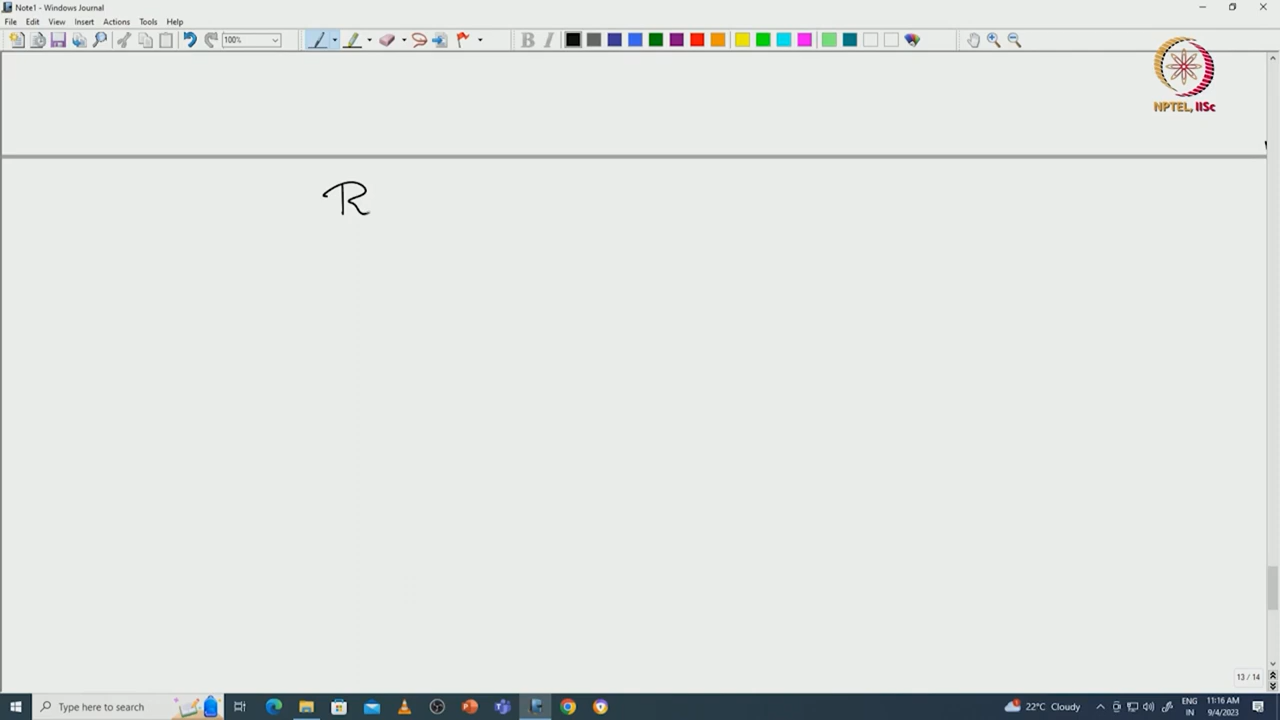 Note1 - Windows Journal
File Edit View Insert Actions Tools Help
100%
B I
NPTEL, IISc
R
13 / 14
Type here to search
22°C Cloudy
ENG
IN
11:16 AM
9/4/2023